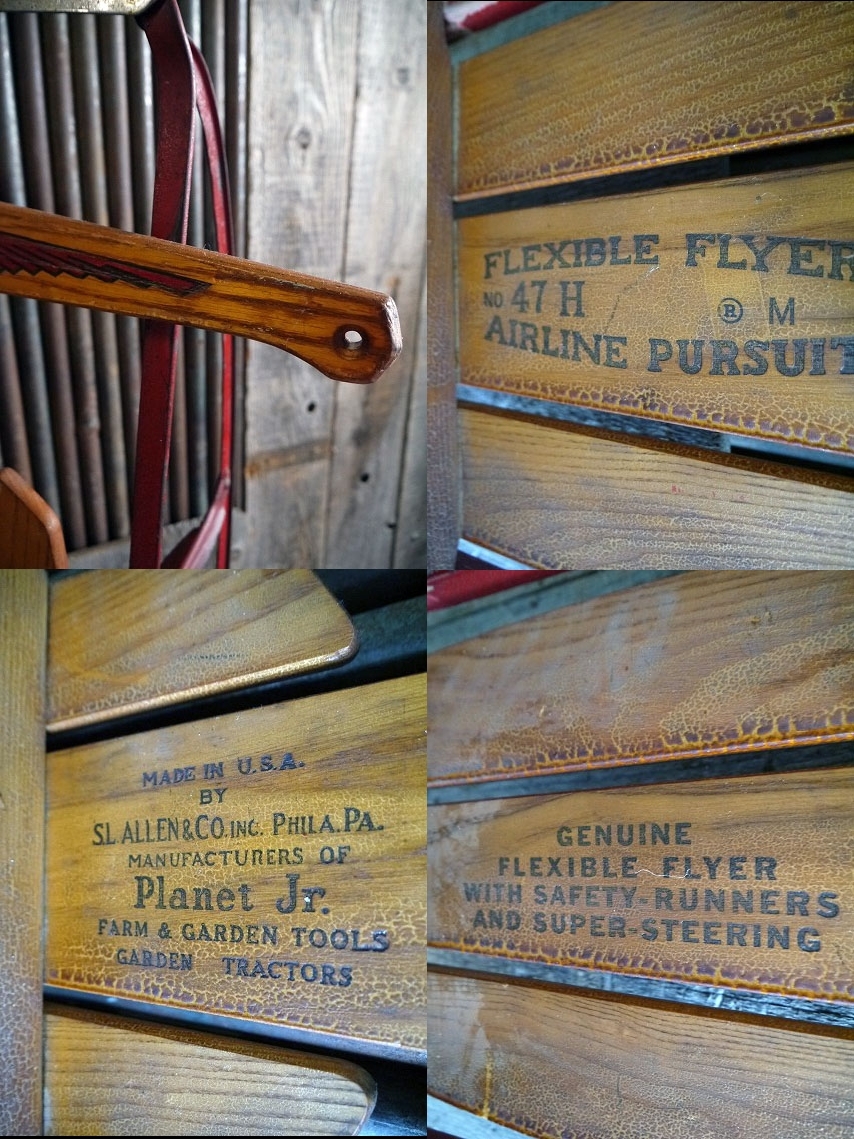 FLEXIBLE FLYER
NO 47 H ® M
AIRLINE PURSUIT
MADE IN U.S.A.
BY
S.L. ALLEN & CO. INC. PHILA. PA.
MANUFACTURERS OF
Planet Jr.
FARM & GARDEN TOOLS
GARDEN TRACTORS
GENUINE
FLEXIBLE FLYER
WITH SAFETY-RUNNERS
AND SUPER-STEERING